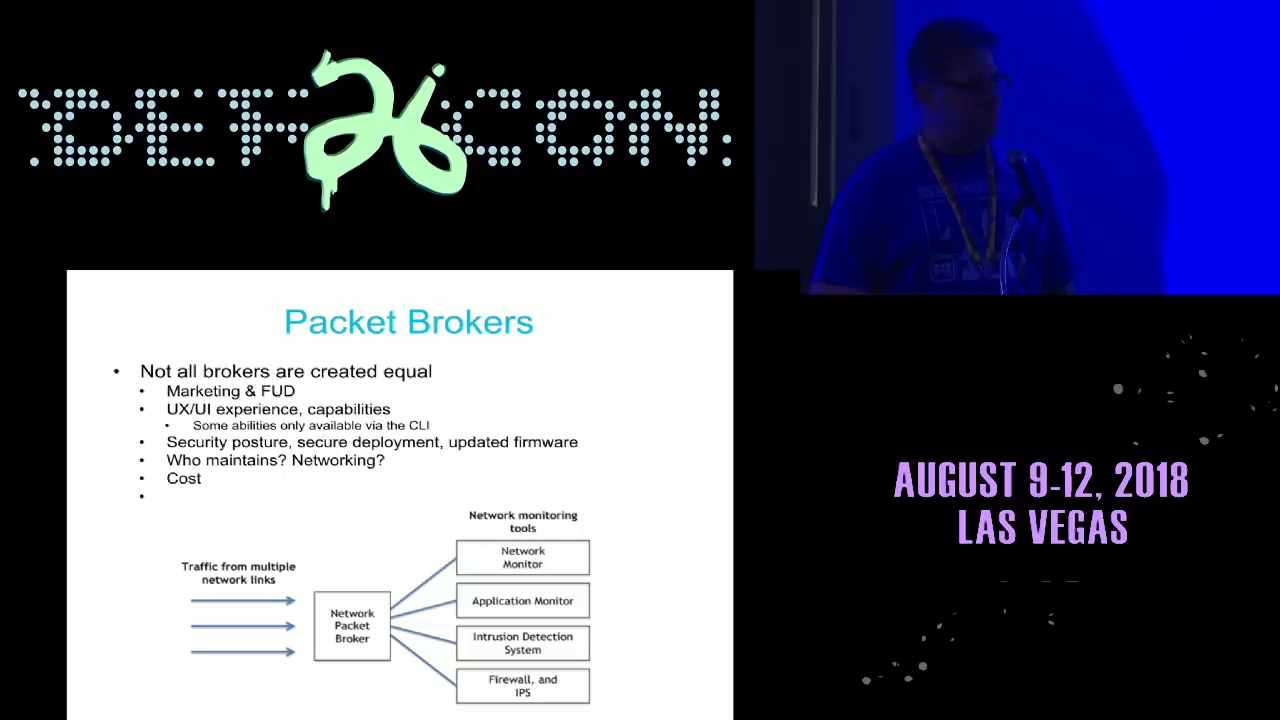 DEF 26 CON
Packet Brokers
• Not all brokers are created equal
• Marketing & FUD
• UX/UI experience, capabilities
• Some abilities only available via the CLI
• Security posture, secure deployment, updated firmware
• Who maintains? Networking?
• Cost
•
Traffic from multiple
network links
Network
Packet
Broker
Network monitoring
tools
Network
Monitor
Application Monitor
Intrusion Detection
System
Firewall, and
IPS
AUGUST 9-12, 2018
LAS VEGAS